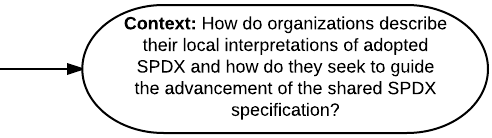 Context: How do organizations describe
their local interpretations of adopted
SPDX and how do they seek to guide
the advancement of the shared SPDX
specification?